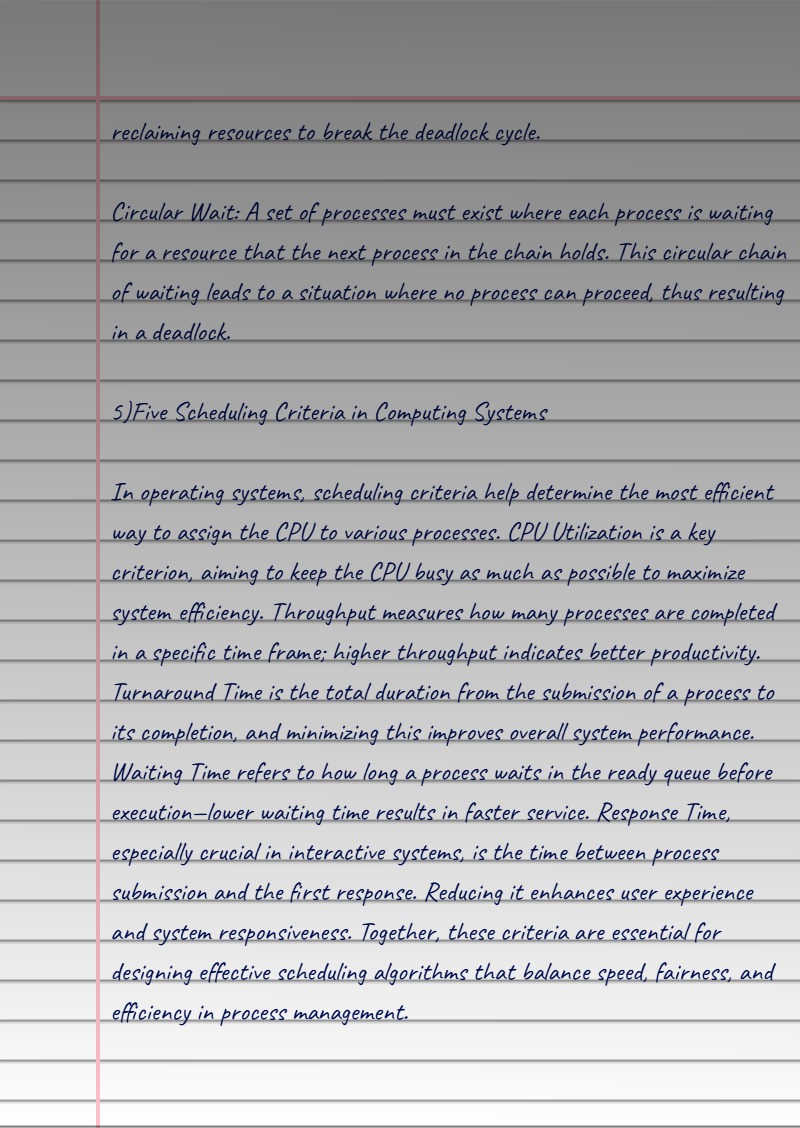 reclaiming resources to break the deadlock cycle.
Circular Wait: A set of processes must exist where each process is waiting
for a resource that the next process in the chain holds. This circular chain
of waiting leads to a situation where no process can proceed, thus resulting
in a deadlock.
5)Five Scheduling Criteria in Computing Systems
In operating systems, scheduling criteria help determine the most efficient
way to assign the CPU to various processes. CPU Utilization is a key
criterion, aiming to keep the CPU busy as much as possible to maximize
system efficiency. Throughput measures how many processes are completed
in a specific time frame; higher throughput indicates better productivity.
Turnaround Time is the total duration from the submission of a process to
its completion, and minimizing this improves overall system performance.
Waiting Time refers to how long a process waits in the ready queue before
execution—lower waiting time results in faster service. Response Time,
especially crucial in interactive systems, is the time between process
submission and the first response. Reducing it enhances user experience
and system responsiveness. Together, these criteria are essential for
designing effective scheduling algorithms that balance speed, fairness, and
efficiency in process management.